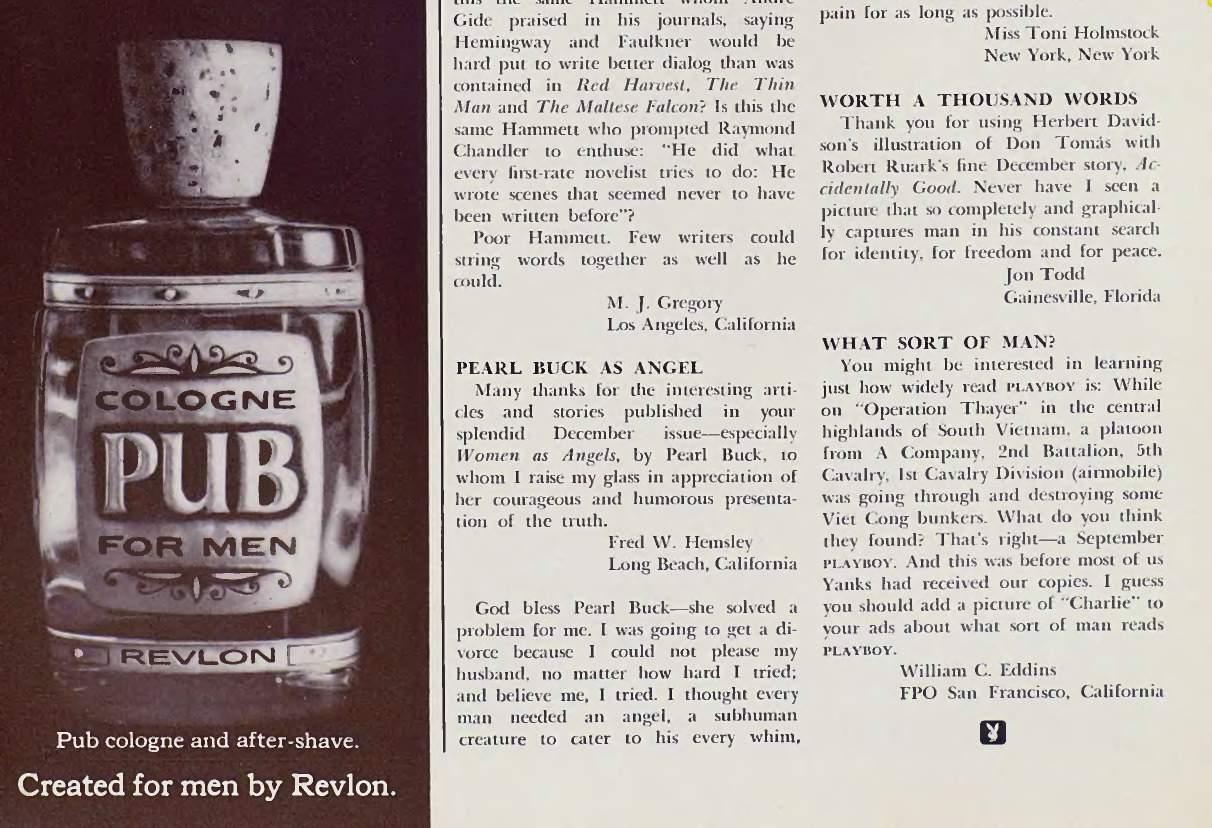 COLOGNE
PUB
FOR MEN
REVLON
Pub cologne and after-shave.
Created for men by Revlon.
this the same Hammett whom André
Gide praised in his journals, saying
Hemingway and Faulkner would be
hard put to write better dialog than was
contained in Red Harvest, The Thin
Man and The Maltese Falcon? Is this the
same Hammett who prompted Raymond
Chandler to enthuse: "He did what
every first-rate novelist tries to do: He
wrote scenes that seemed never to have
been written before"?
Poor Hammett. Few writers could
string words together as well as he
could.
M. J. Gregory
Los Angeles, California
PEARL BUCK AS ANGEL
Many thanks for the interesting arti-
cles and stories published in your
splendid December issue—especially
Women as Angels, by Pearl Buck, to
whom I raise my glass in appreciation of
her courageous and humorous presenta-
tion of the truth.
Fred W. Hemsley
Long Beach, California
God bless Pearl Buck—she solved a
problem for me. I was going to get a di-
vorce because I could not please my
husband, no matter how hard I tried;
and believe me, I tried. I thought every
man needed an angel, a subhuman
creature to cater to his every whim,
pain for as long as possible.
Miss Toni Holmstock
New York, New York
WORTH A THOUSAND WORDS
Thank you for using Herbert David-
son's illustration of Don Tomás with
Robert Ruark's fine December story, Ac-
cidentally Good. Never have I seen a
picture that so completely and graphical-
ly captures man in his constant search
for identity, for freedom and for peace.
Jon Todd
Gainesville, Florida
WHAT SORT OF MAN?
You might be interested in learning
just how widely read PLAYBOY is: While
on "Operation Thayer" in the central
highlands of South Vietnam, a platoon
from A Company, 2nd Battalion, 5th
Cavalry, 1st Cavalry Division (airmobile)
was going through and destroying some
Viet Cong bunkers. What do you think
they found? That's right—a September
PLAYBOY. And this was before most of us
Yanks had received our copies. I guess
you should add a picture of "Charlie" to
your ads about what sort of man reads
PLAYBOY.
William C. Eddins
FPO San Francisco, California